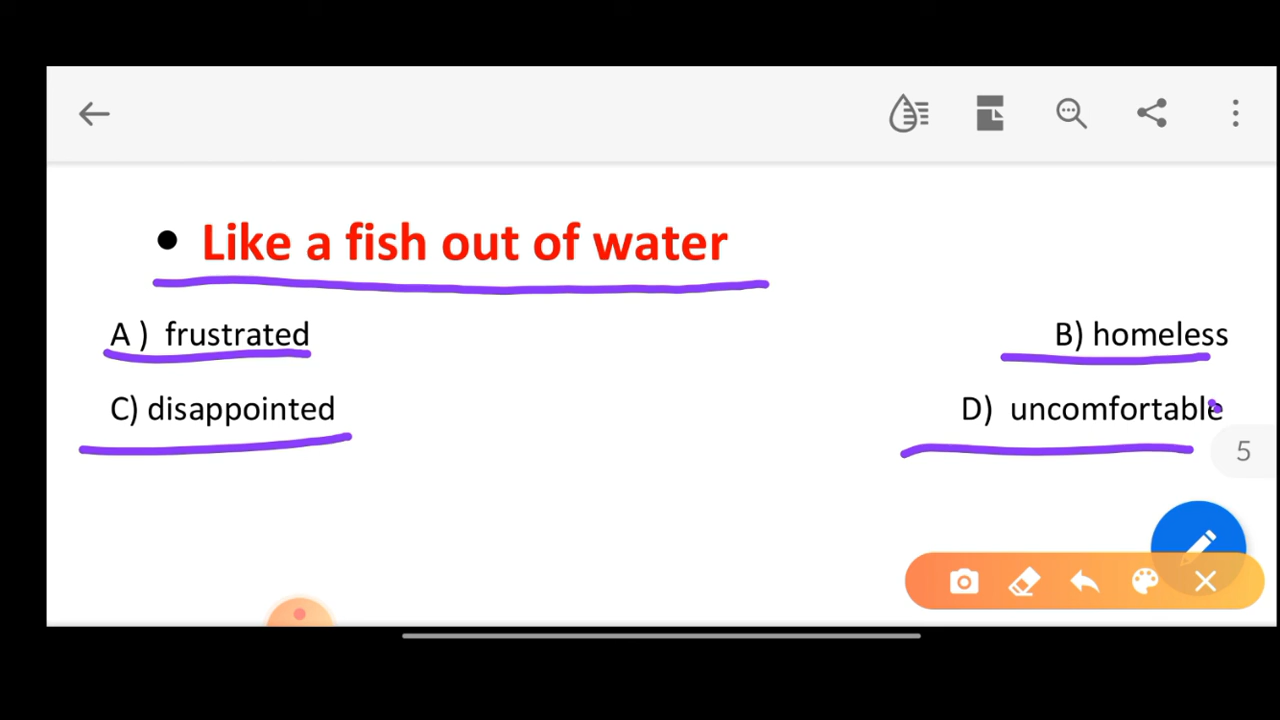 • Like a fish out of water
A ) frustrated
B) homeless
C) disappointed
D) uncomfortable
5